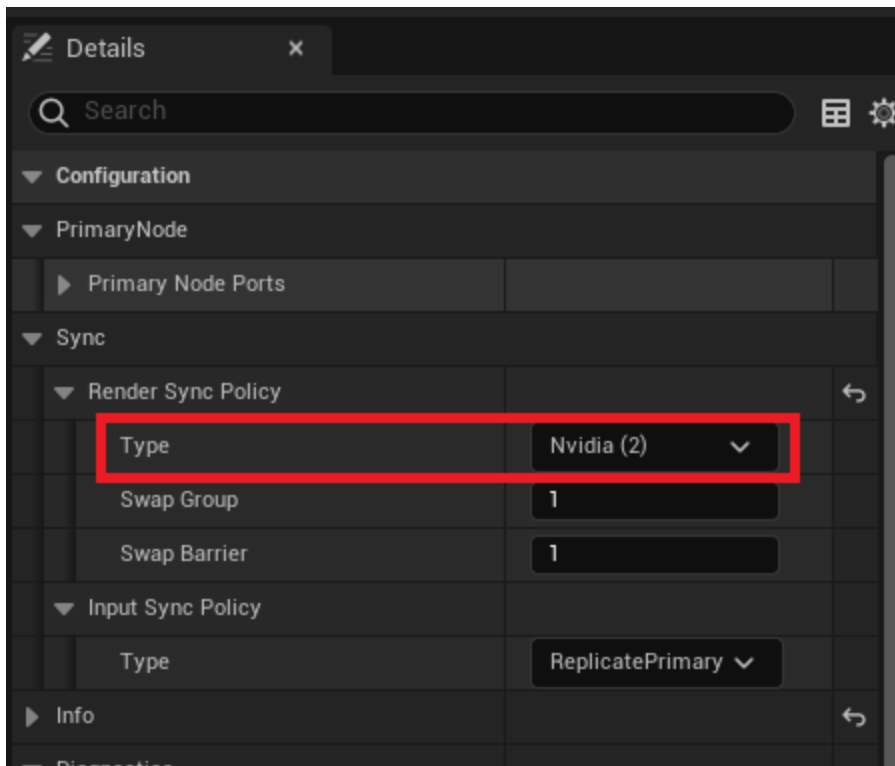 Details
Search
Configuration
PrimaryNode
Primary Node Ports
Sync
Render Sync Policy
Type Nvidia (2)
Swap Group 1
Swap Barrier 1
Input Sync Policy
Type ReplicatePrimary
Info
Diagnostics